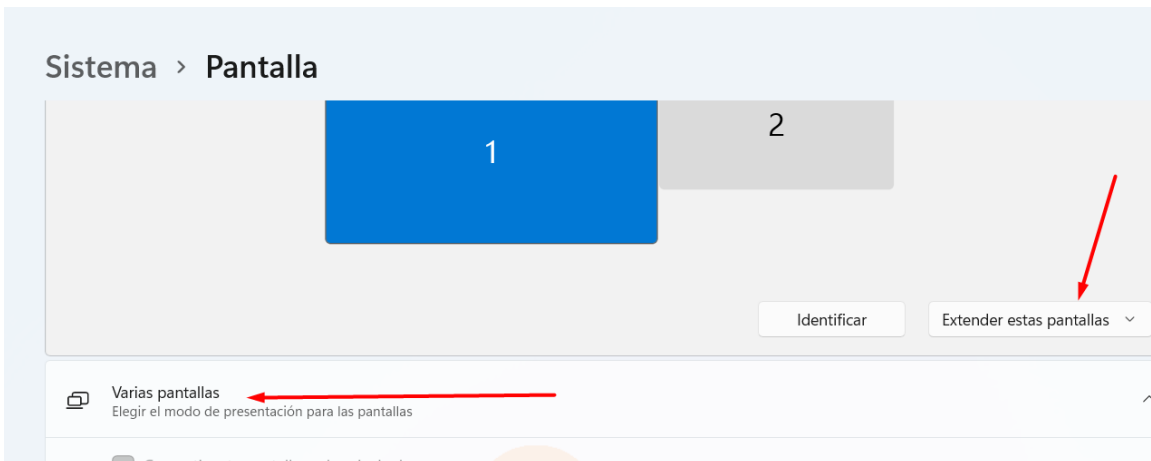 Sistema > Pantalla
1
2
Identificar
Extender estas pantallas
Varias pantallas
Elegir el modo de presentación para las pantallas